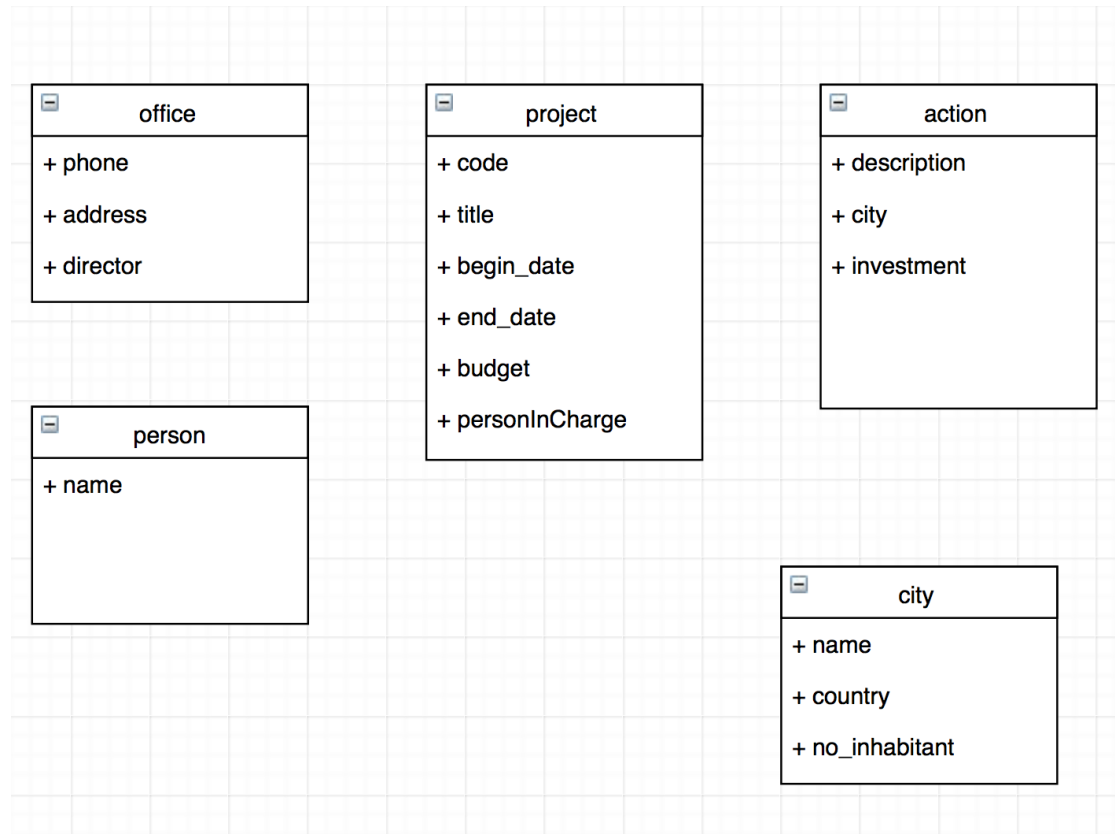 office
+ phone
+ address
+ director
project
+ code
+ title
+ begin_date
+ end_date
+ budget
+ personInCharge
action
+ description
+ city
+ investment
person
+ name
city
+ name
+ country
+ no_inhabitant